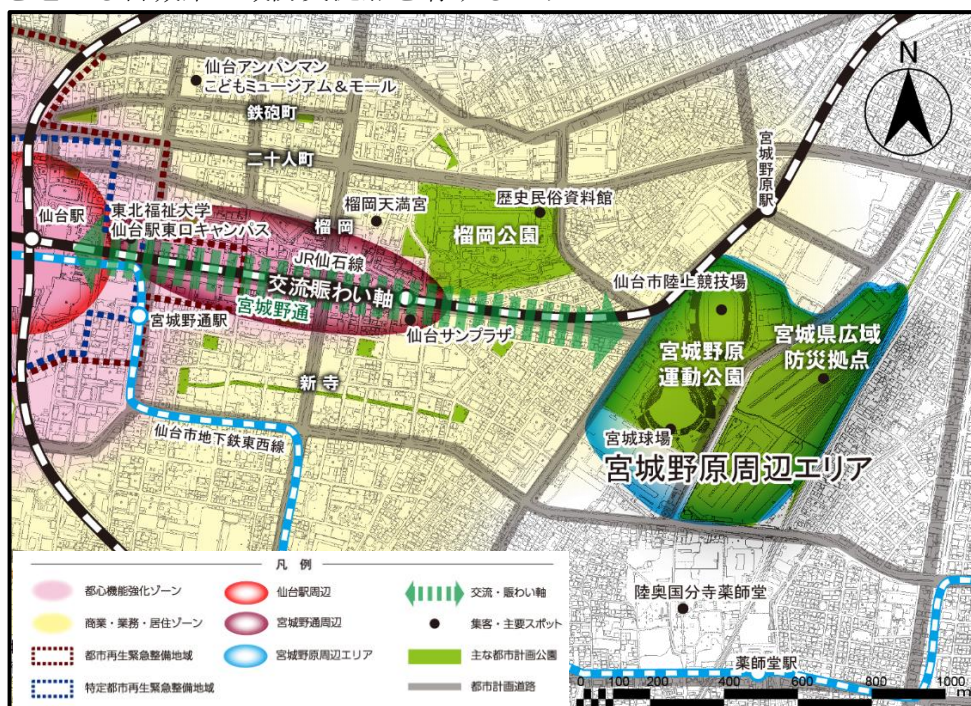 仙台アンパンマン
こどもミュージアム＆モール
N
鉄砲町
二十人町
宮城野原駅
榴岡天満宮
歴史民俗資料館
榴岡公園
仙台駅
東北福祉大学
仙台駅東口キャンパス
榴岡
JR仙石線
交流賑わい軸
宮城野通
仙台市陸上競技場
宮城野通駅
仙台サンプラザ
宮城野原
運動公園
宮城県広域
防災拠点
新寺
仙台市地下鉄東西線
宮城球場
宮城野原周辺エリア
陸奥国分寺薬師堂
薬師堂駅
凡例
都心機能強化ゾーン
仙台駅周辺
交流・賑わい軸
商業・業務・居住ゾーン
宮城野通周辺
集客・主要スポット
都市再生緊急整備地域
宮城野原周辺エリア
主な都市計画公園
特定都市再生緊急整備地域
都市計画道路
0 100 200 400 600 800 1000
m